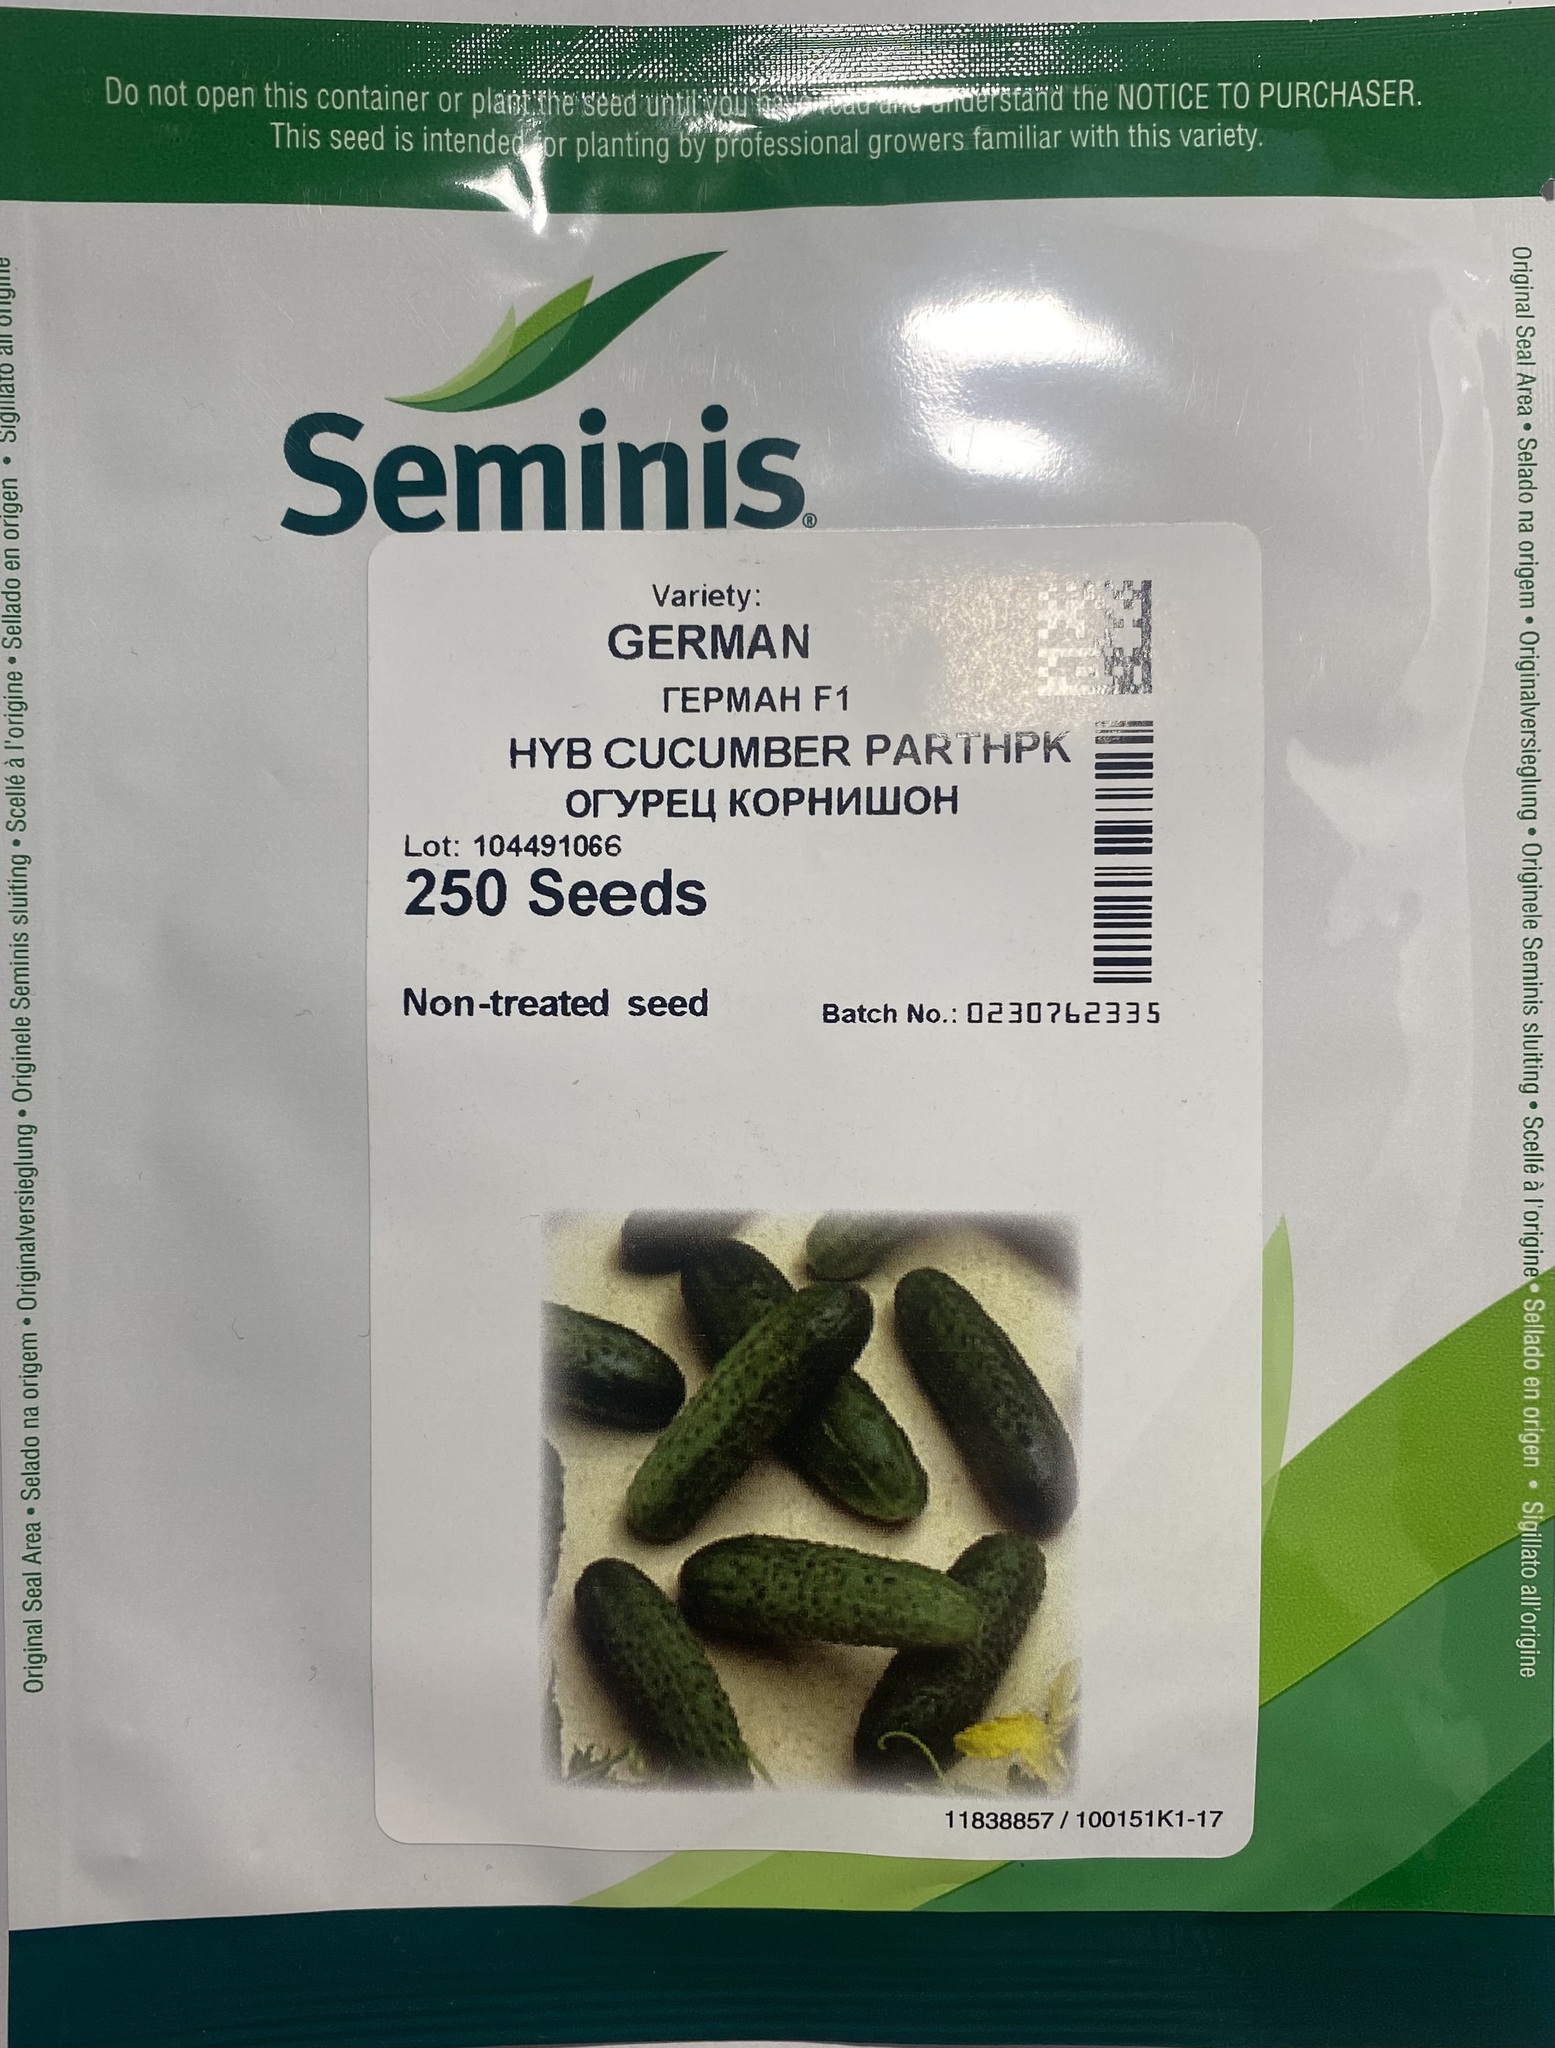 Do not open this container or plant the seed until you have read and understand the NOTICE TO PURCHASER.
This seed is intended for planting by professional growers familiar with this variety.
Seminis®
Variety:
GERMAN
ГЕРМАН F1
HYB CUCUMBER PARTHPK
ОГУРЕЦ КОРНИШОН
Lot: 104491066
250 Seeds
Non-treated seed
Batch No.: 0230762335
11838857 / 100151K1-17
Original Seal Area • Selado na origem • Originalversieglung • Originele Seminis sluiting • Scellé à l'origine • Sellado en origen • Sigillato all'origine
Original Seal Area • Selado na origem • Originalversieglung • Originele Seminis sluiting • Scellé à l'origine • Sellado en origen • Sigillato all'origine